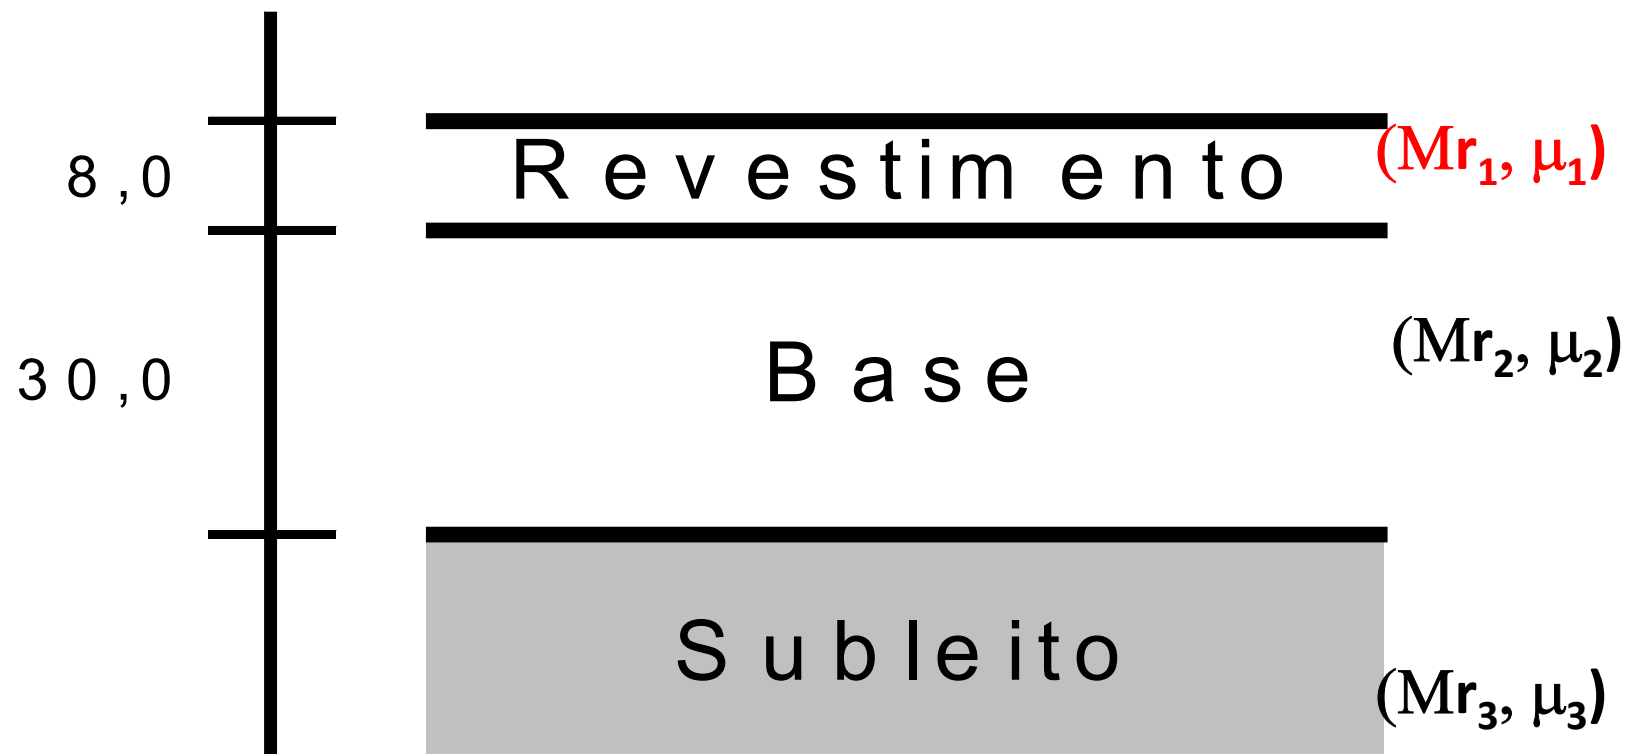 8,0 Revestimento (Mr₁, μ₁)
30,0 Base (Mr₂, μ₂)
Subleito (Mr₃, μ₃)